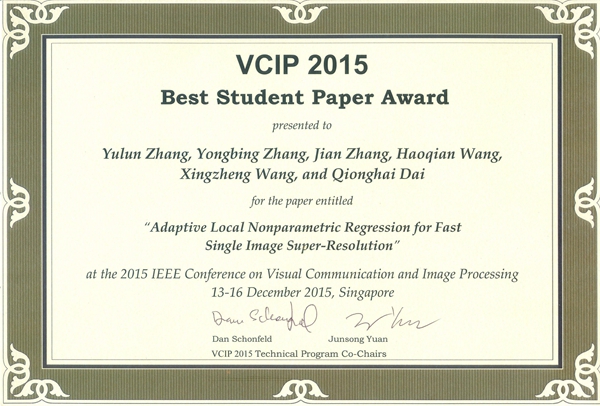 VCIP 2015
Best Student Paper Award
presented to
Yulun Zhang, Yongbing Zhang, Jian Zhang, Haoqian Wang,
Xingzheng Wang, and Qionghai Dai
for the paper entitled
“Adaptive Local Nonparametric Regression for Fast
Single Image Super-Resolution”
at the 2015 IEEE Conference on Visual Communication and Image Processing
13-16 December 2015, Singapore
Dan Schonfeld
Dan Schonfeld Junsong Yuan
VCIP 2015 Technical Program Co-Chairs